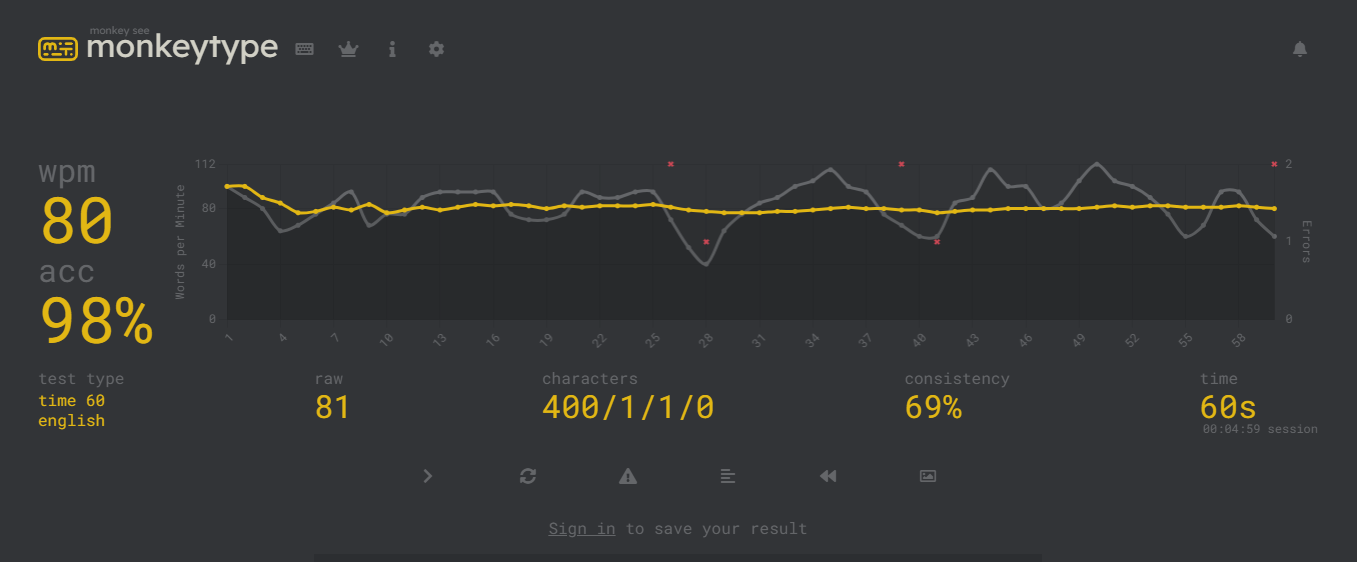 monkey see
monkeytype
wpm
80
acc
98%
Words per Minute
112
80
40
0
2
1
0
Errors
1 4 7 10 13 16 19 22 25 28 31 34 37 40 43 46 49 52 55 58
test type
time 60
english
raw
81
characters
400/1/1/0
consistency
69%
time
60s
00:04:59 session
Sign in to save your result